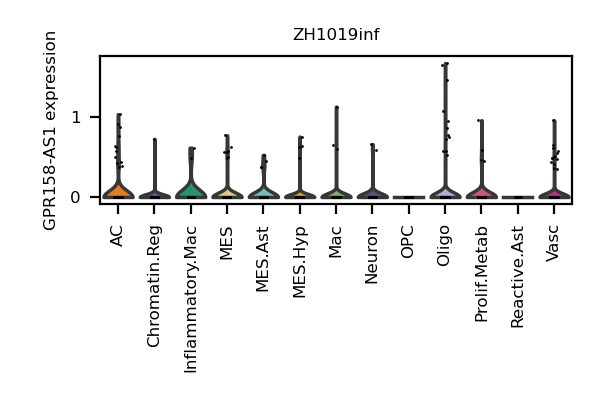 ZH1019inf
GPR158-AS1 expression
1
0
AC
Chromatin.Reg
Inflammatory.Mac
MES
MES.Ast
MES.Hyp
Mac
Neuron
OPC
Oligo
Prolif.Metab
Reactive.Ast
Vasc